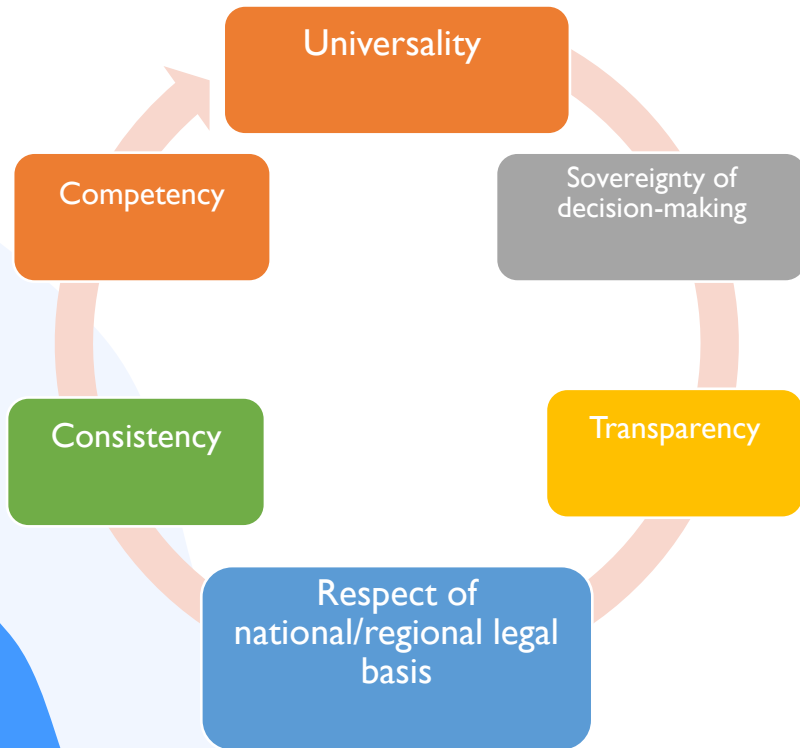 Universality
Sovereignty of
decision-making
Transparency
Respect of
national/regional legal
basis
Consistency
Competency